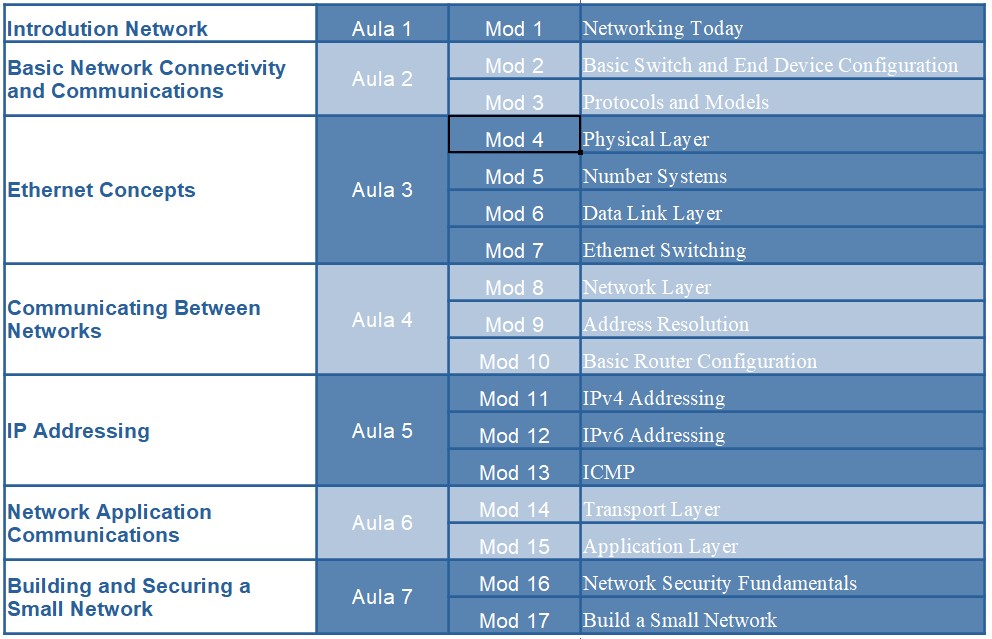 Introdution Network Aula 1 Mod 1 Networking Today
Basic Network Connectivity
and Communications
Aula 2
Mod 2 Basic Switch and End Device Configuration
Mod 3 Protocols and Models
Ethernet Concepts
Aula 3
Mod 4 Physical Layer
Mod 5 Number Systems
Mod 6 Data Link Layer
Mod 7 Ethernet Switching
Communicating Between
Networks
Aula 4
Mod 8 Network Layer
Mod 9 Address Resolution
Mod 10 Basic Router Configuration
IP Addressing
Aula 5
Mod 11 IPv4 Addressing
Mod 12 IPv6 Addressing
Mod 13 ICMP
Network Application
Communications
Aula 6
Mod 14 Transport Layer
Mod 15 Application Layer
Building and Securing a
Small Network
Aula 7
Mod 16 Network Security Fundamentals
Mod 17 Build a Small Network